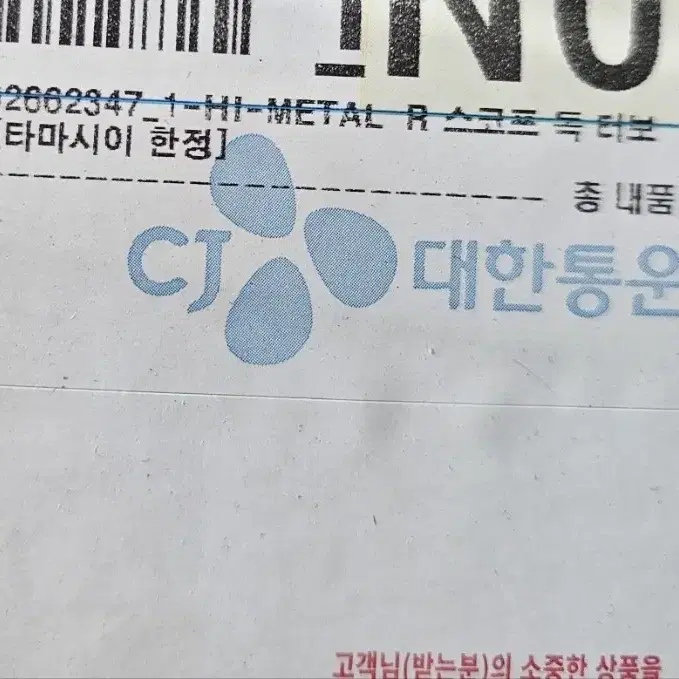 INO
2662347_1-HI-METAL R 스코프 독 터보
[타마시이 한정]
총 내품
CJ 대한통운
고객님(받는분)의 소중한 상품을